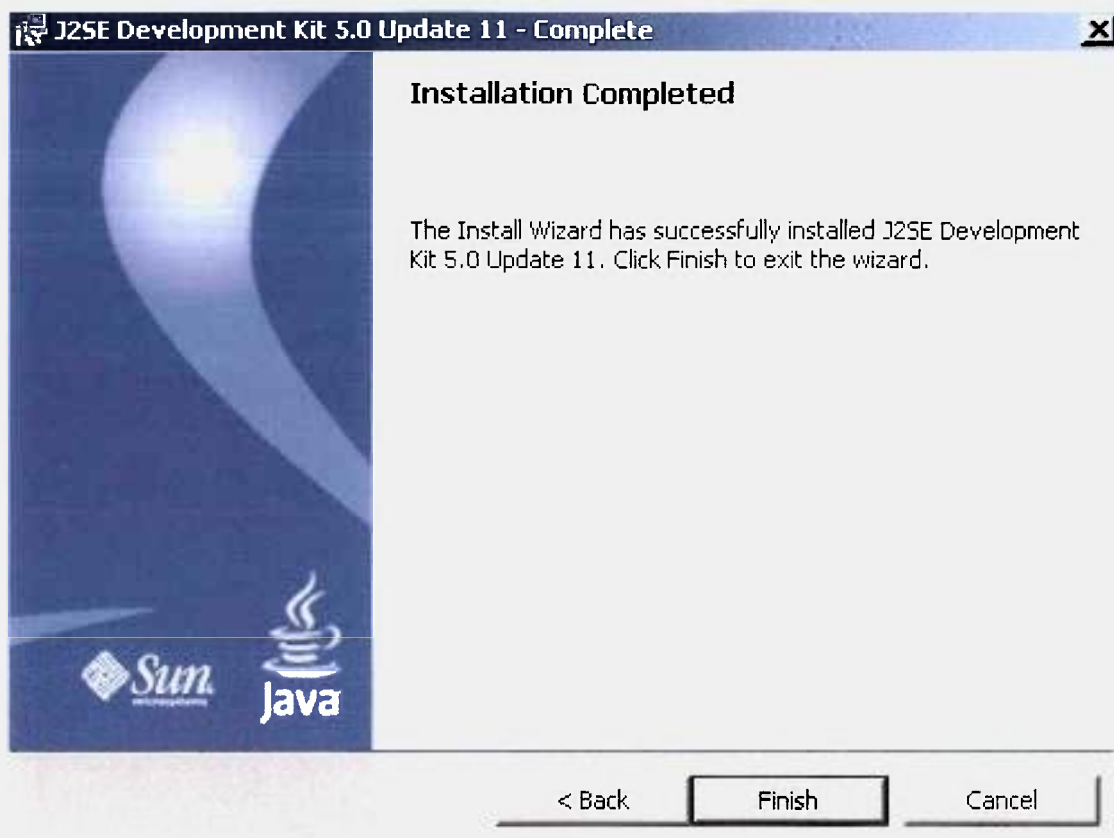 J2SE Development Kit 5.0 Update 11 - Complete
Installation Completed
The Install Wizard has successfully installed J2SE Development
Kit 5.0 Update 11. Click Finish to exit the wizard.
Sun
microsystems
Java
< Back
Finish
Cancel